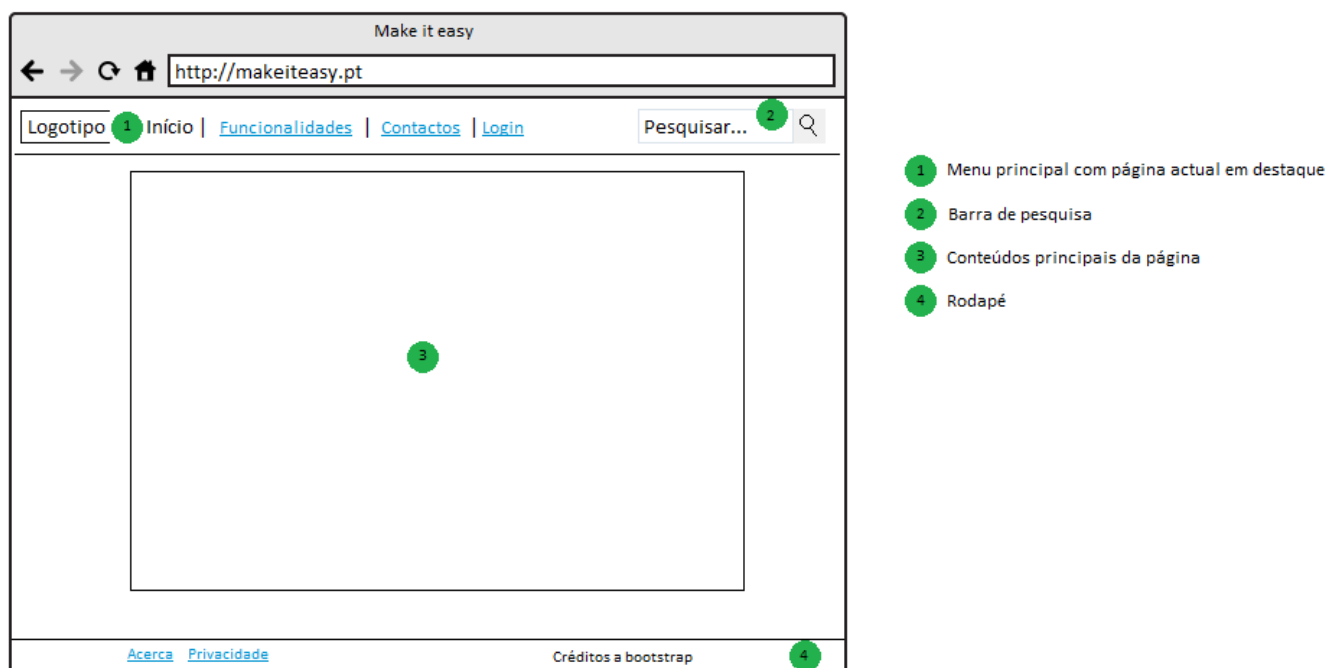 Make it easy
http://makeiteasy.pt
Logotipo 1 Início | Funcionalidades | Contactos | Login Pesquisar... 2
1 Menu principal com página actual em destaque
2 Barra de pesquisa
3 Conteúdos principais da página
4 Rodapé
3
Acerca Privacidade Créditos a bootstrap 4